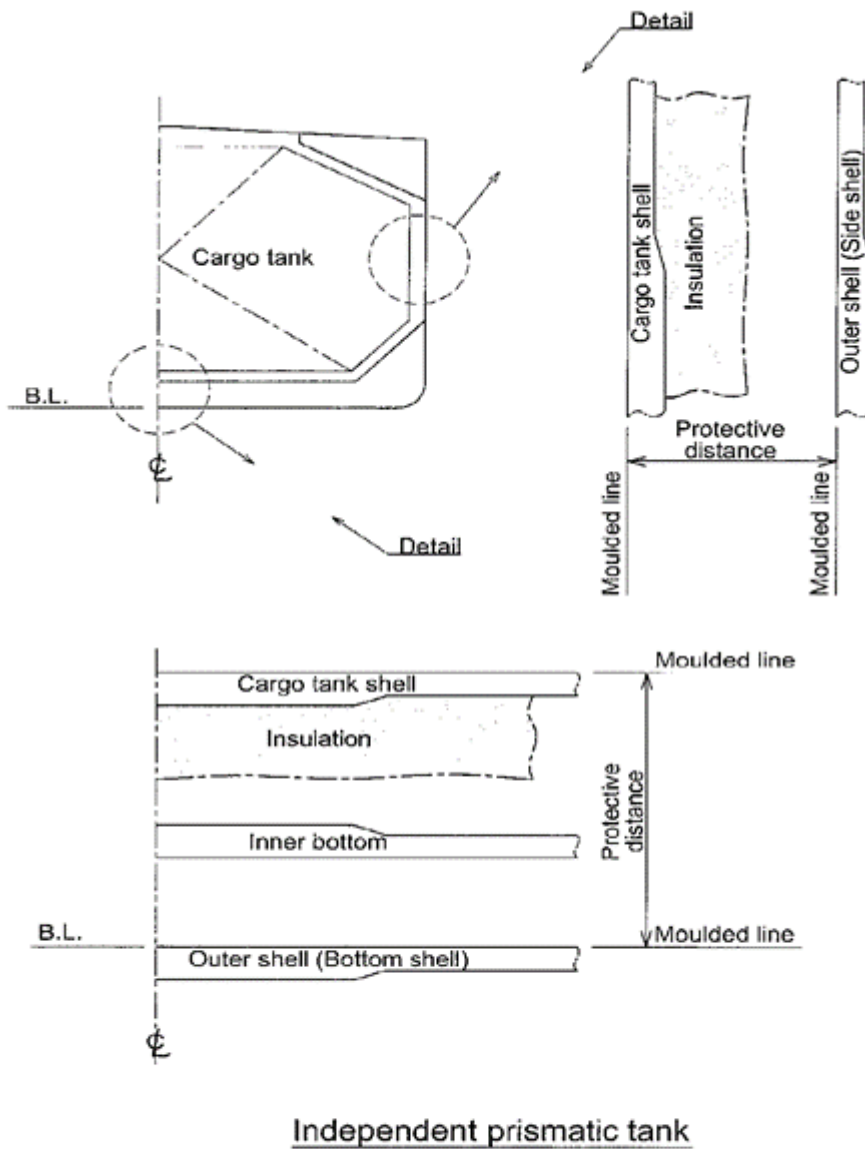 Detail
Cargo tank
B.L.
℄
Detail
Cargo tank shell
Insulation
Outer shell (Side shell)
Protective
distance
Moulded line
Moulded line
Moulded line
Cargo tank shell
Insulation
Inner bottom
Protective
distance
B.L.
Moulded line
Outer shell (Bottom shell)
℄
Independent prismatic tank